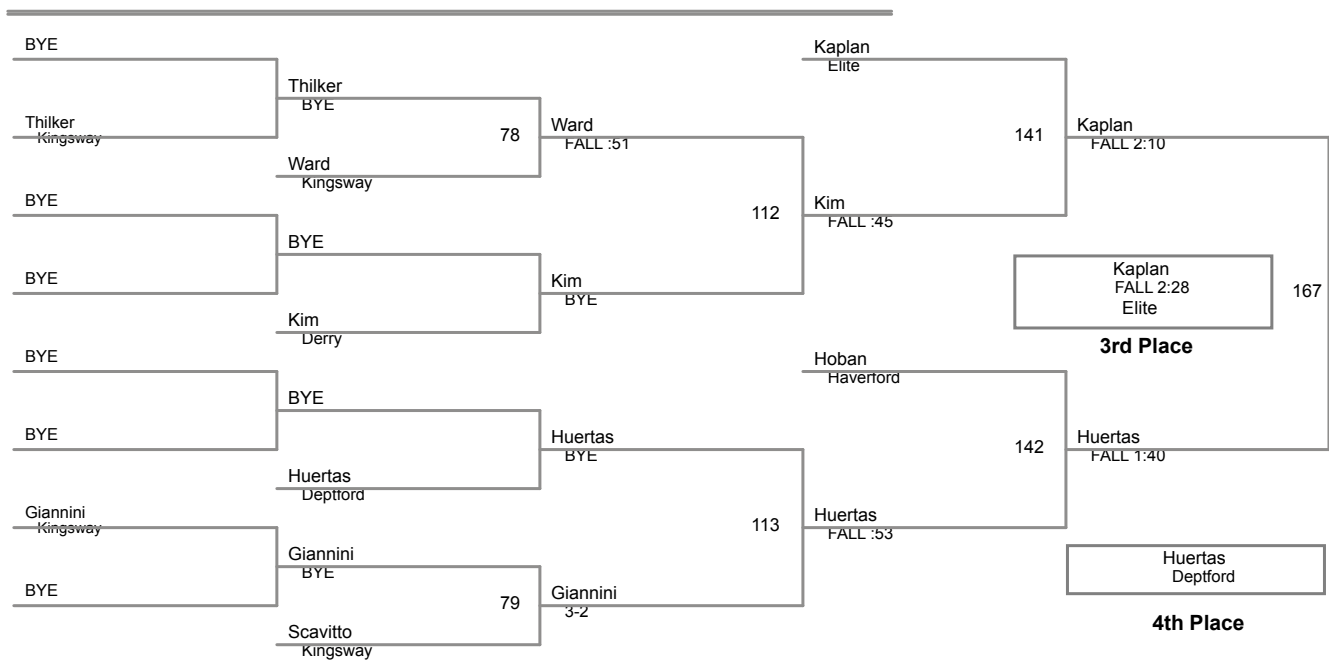 BYE
Thilker
BYE
Thilker
Kingsway
78
Ward
FALL :51
Ward
Kingsway
BYE
BYE
BYE
Kim
BYE
Kim
Derry
112
Kaplan
Elite
141
Kaplan
FALL 2:10
Kim
FALL :45
Kaplan
FALL 2:28
Elite
167
3rd Place
BYE
BYE
BYE
Huertas
BYE
Huertas
Deptford
Giannini
Kingsway
Giannini
BYE
BYE
79
Giannini
3-2
Scavitto
Kingsway
113
Hoban
Haverford
142
Huertas
FALL 1:40
Huertas
FALL :53
Huertas
Deptford
4th Place